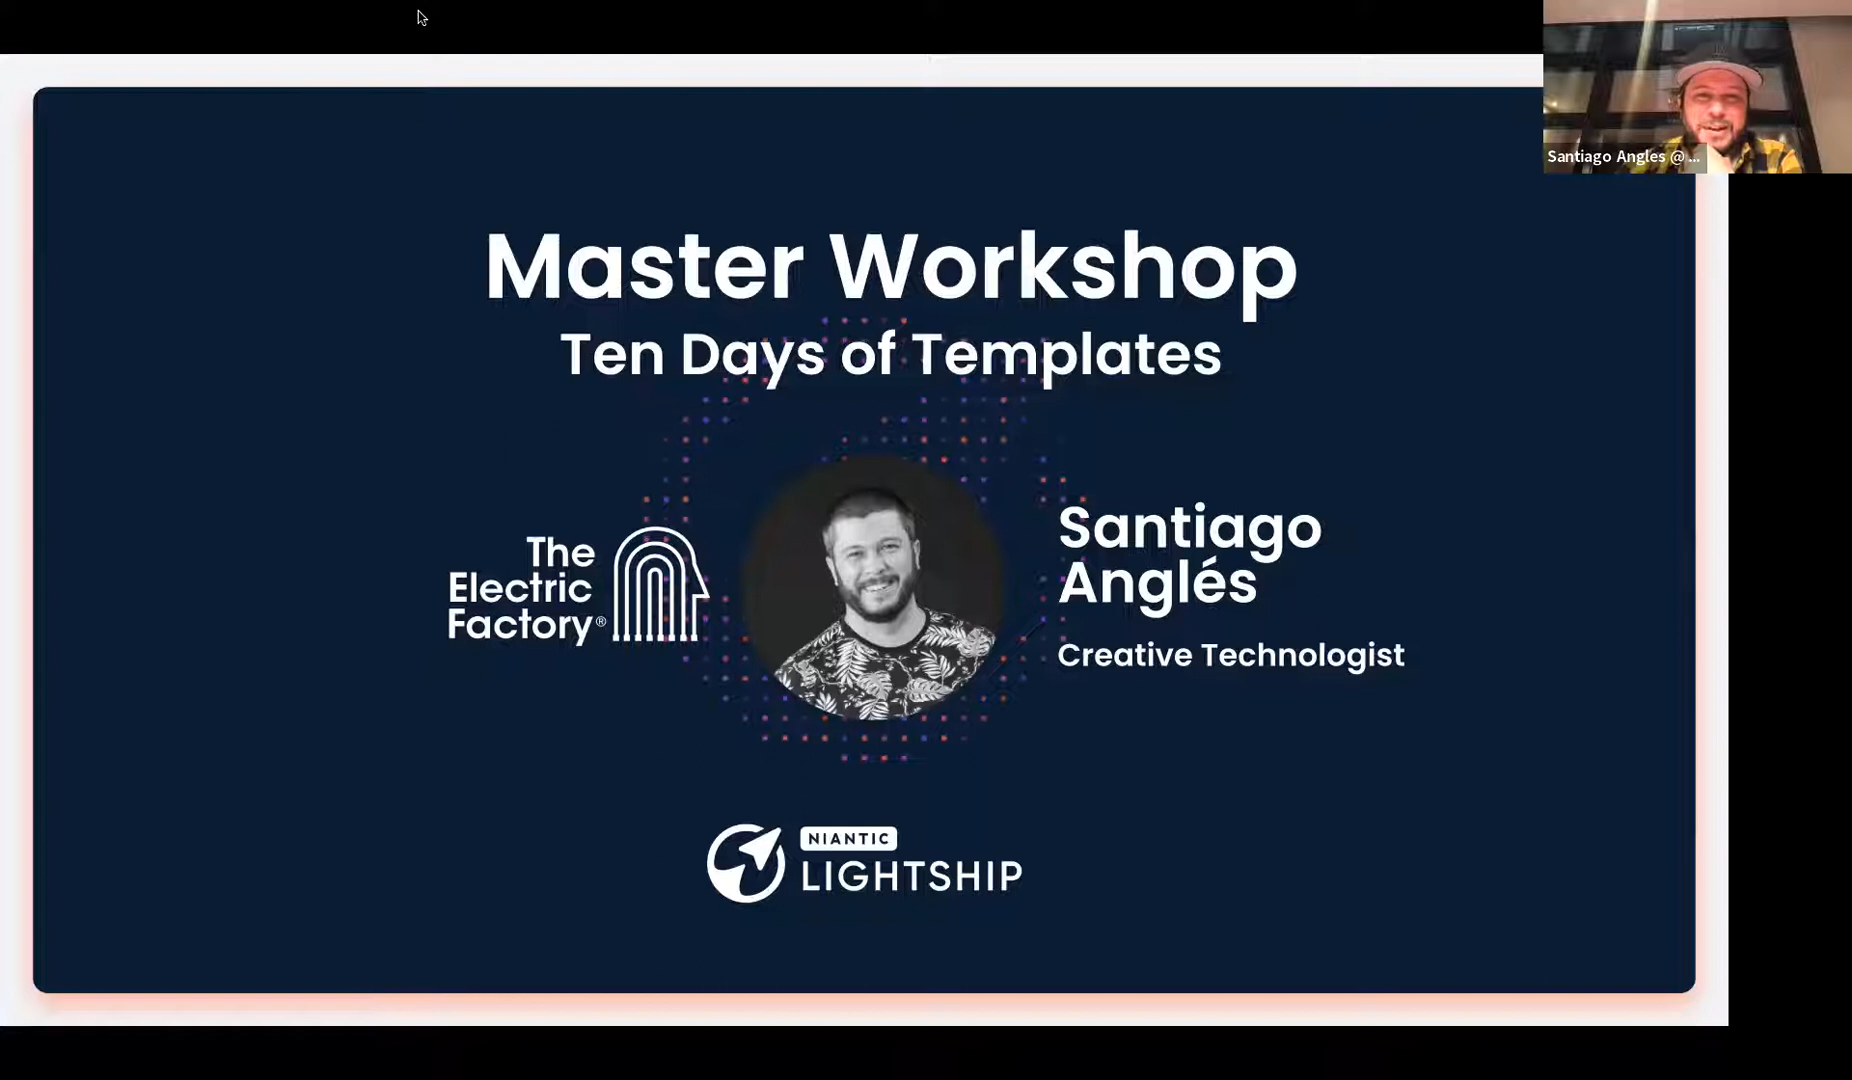 Santiago Angles @ ...
Master Workshop
Ten Days of Templates
The
Electric
Factory®
Santiago
Anglés
Creative Technologist
NIANTIC
LIGHTSHIP